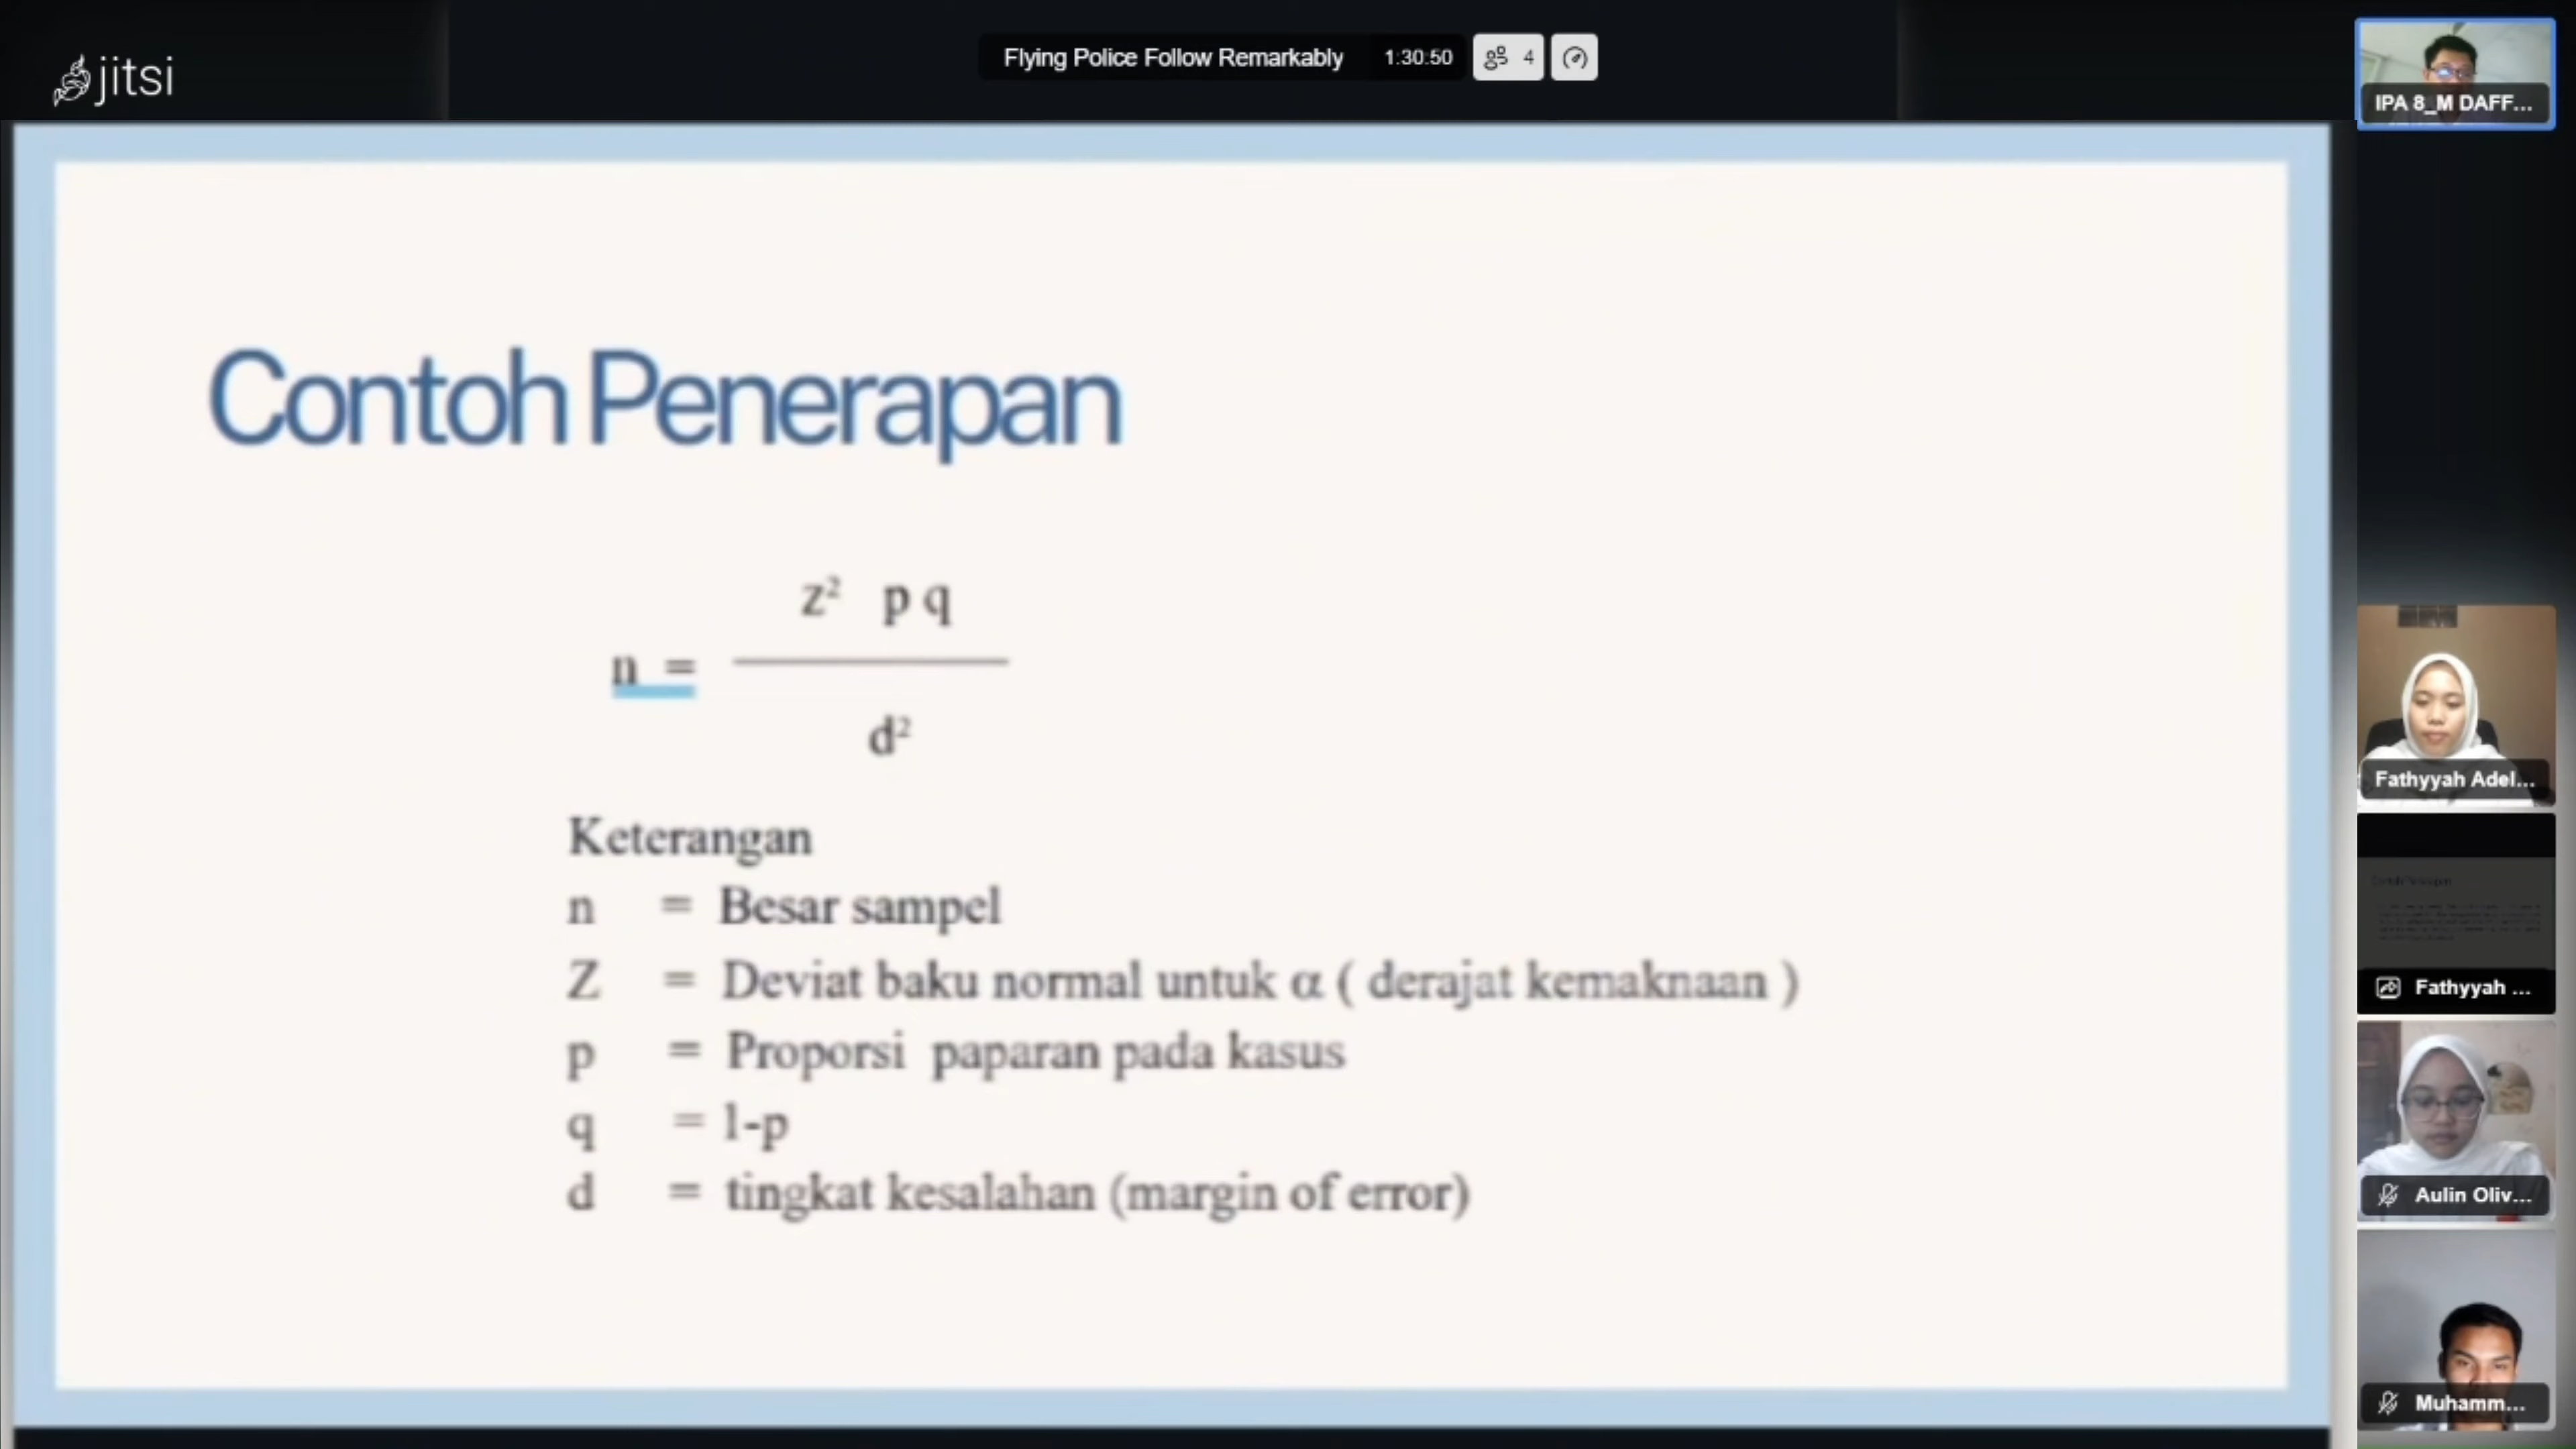 jitsi
Flying Police Follow Remarkably 1:30:50 4
IPA 8_M DAFF...
Contoh Penerapan
z² p q
n =
d²
Keterangan
n = Besar sampel
Z = Deviat baku normal untuk α ( derajat kemaknaan )
p = Proporsi paparan pada kasus
q = 1-p
d = tingkat kesalahan (margin of error)
Fathyyah Adel...
Fathyyah ...
Aulin Oliv...
Muhamm...